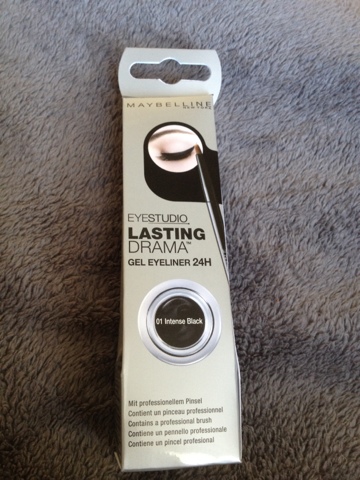 MAYBELLINE
NEW YORK
EYESTUDIO
LASTING
DRAMA™
GEL EYELINER 24H
01 Intense Black
Mit professionellem Pinsel
Contient un pinceau professionnel
Contains a professional brush
Contiene un pennello professionale
Contiene un pincel profesional